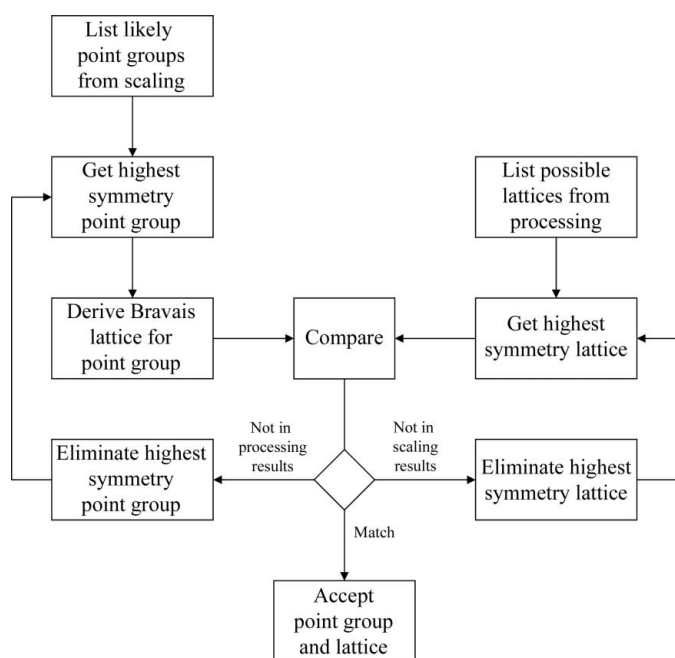 List likely
point groups
from scaling
Get highest
symmetry
point group
List possible
lattices from
processing
Derive Bravais
lattice for
point group
Compare
Get highest
symmetry lattice
Not in
processing
results
Not in
scaling
results
Eliminate highest
symmetry
point group
Eliminate highest
symmetry lattice
Match
Accept
point group
and lattice